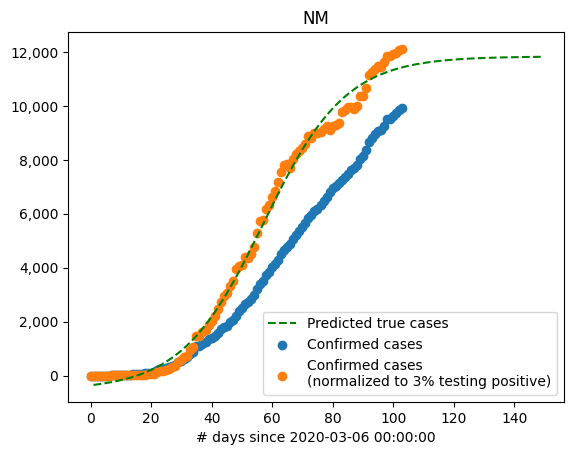 NM
12,000
10,000
8,000
6,000
4,000
2,000
0
Predicted true cases
Confirmed cases
Confirmed cases
(normalized to 3% testing positive)
0 20 40 60 80 100 120 140
# days since 2020-03-06 00:00:00